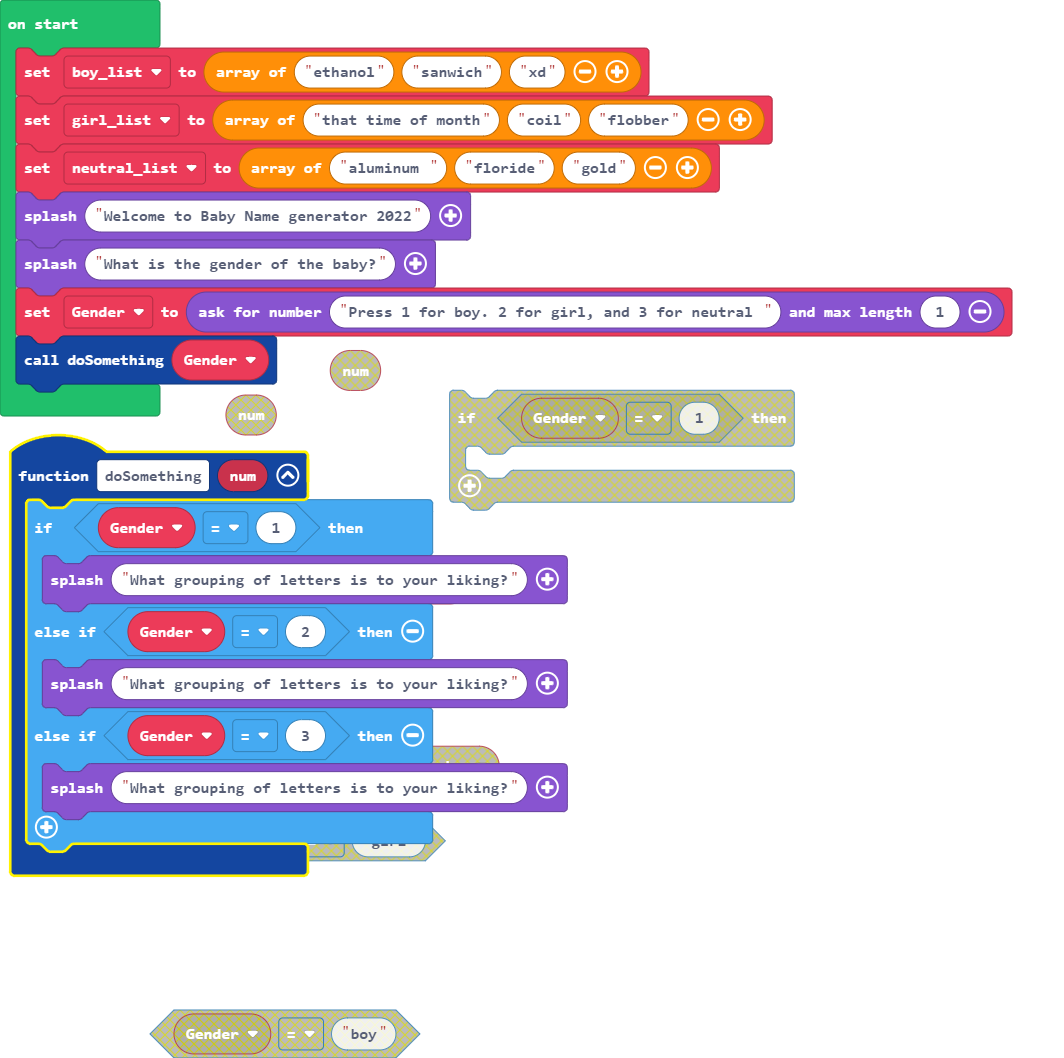 on start
set boy_list to array of "ethanol" "sanwich" "xd"
set girl_list to array of "that time of month" "coil" "flobber"
set neutral_list to array of "aluminum " "floride" "gold"
splash "Welcome to Baby Name generator 2022"
splash "What is the gender of the baby?"
set Gender to ask for number "Press 1 for boy. 2 for girl, and 3 for neutral " and max length 1
call doSomething Gender
num
num
if Gender = 1 then
function doSomething num
if Gender = 1 then
splash "What grouping of letters is to your liking?"
else if Gender = 2 then
splash "What grouping of letters is to your liking?"
else if Gender = 3 then
splash "What grouping of letters is to your liking?"
Gender = "boy"